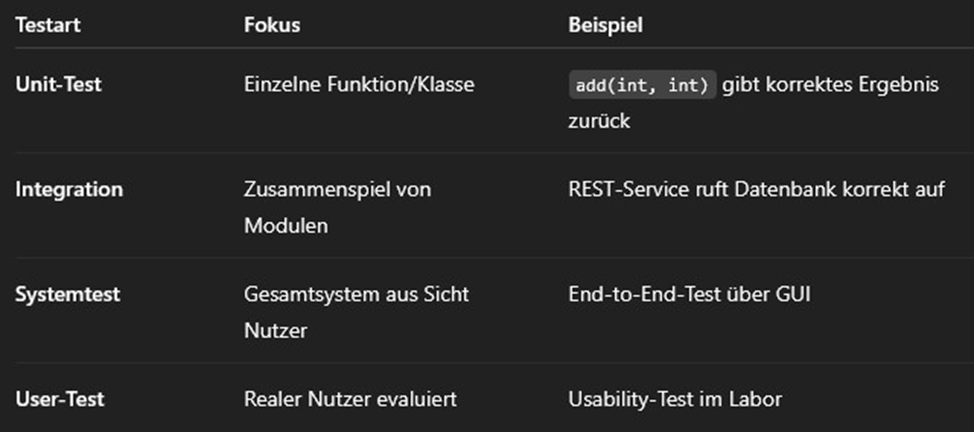 Testart Fokus Beispiel
Unit-Test Einzelne Funktion/Klasse add(int, int) gibt korrektes Ergebnis
zurück
Integration Zusammenspiel von REST-Service ruft Datenbank korrekt auf
Modulen
Systemtest Gesamtsystem aus Sicht End-to-End-Test über GUI
Nutzer
User-Test Realer Nutzer evaluiert Usability-Test im Labor